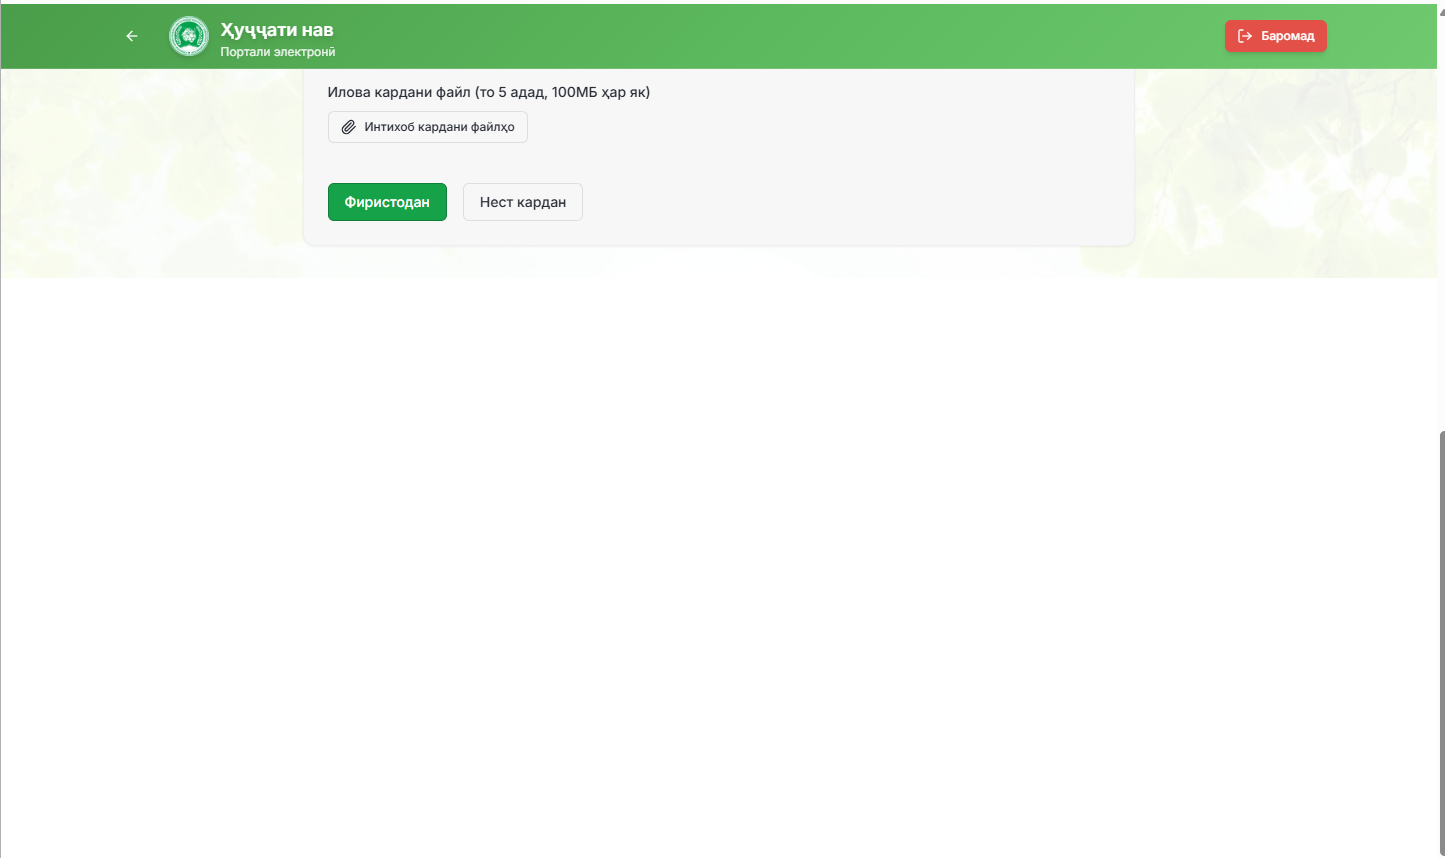 Ҳуҷҷати нав
Портали электронӣ
Баромад
Илова кардани файл (то 5 адад, 100МБ ҳар як)
Интихоб кардани файлҳо
Фиристодан
Нест кардан